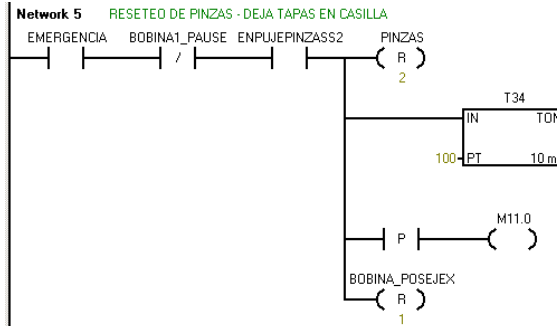 Network 5 RESETEO DE PINZAS - DEJA TAPAS EN CASILLA
EMERGENCIA BOBINA1_PAUSE ENPUJEPINZASS2 PINZAS
/ R
2
T34
IN TON
100 PT 10 m
M11.0
P
BOBINA_POSEJEX
R
1